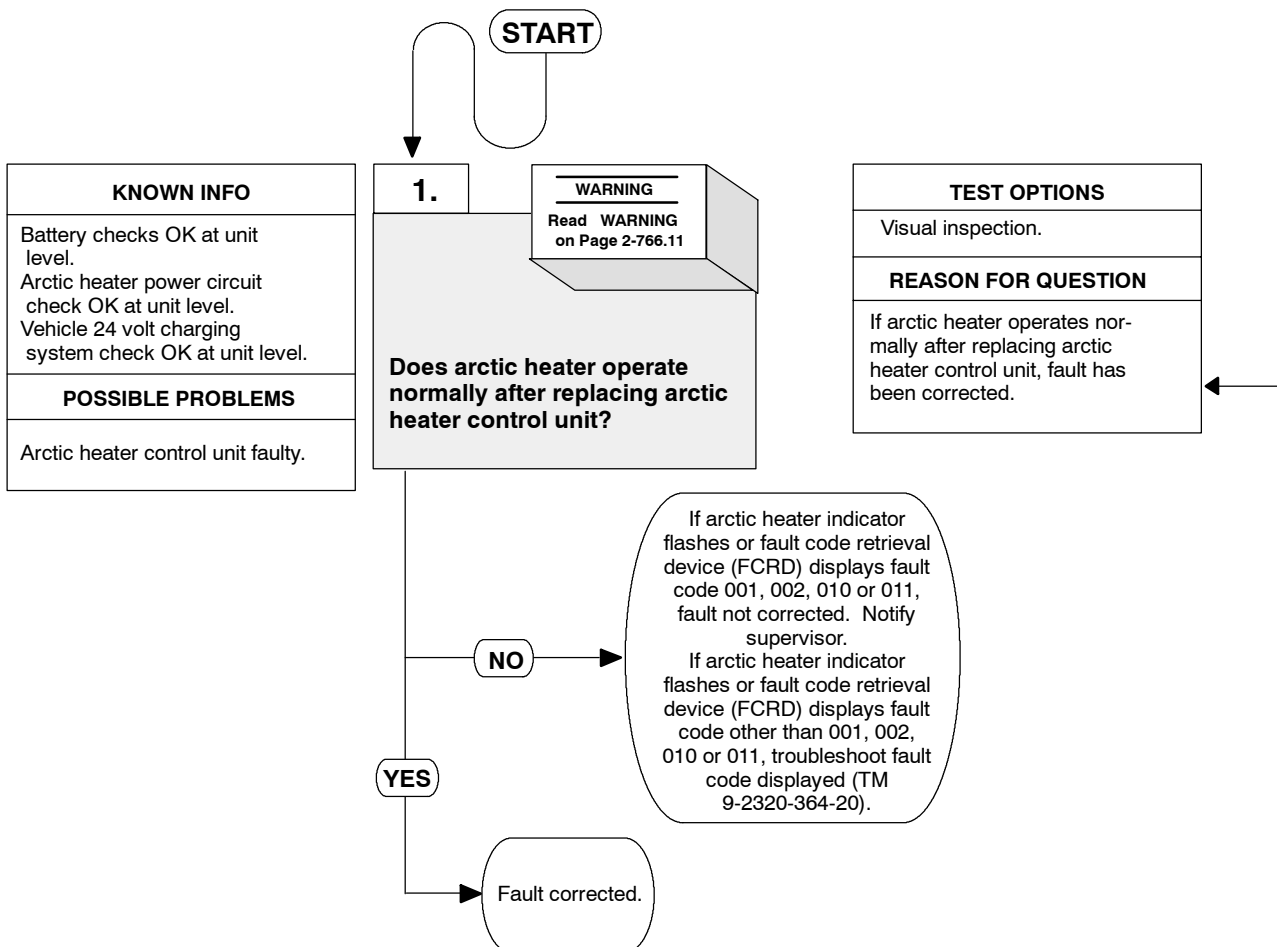 START
KNOWN INFO
Battery checks OK at unit
level.
Arctic heater power circuit
check OK at unit level.
Vehicle 24 volt charging
system check OK at unit level.
POSSIBLE PROBLEMS
Arctic heater control unit faulty.
1.
WARNING
Read WARNING
on Page 2-766.11
Does arctic heater operate
normally after replacing arctic
heater control unit?
TEST OPTIONS
Visual inspection.
REASON FOR QUESTION
If arctic heater operates nor-
mally after replacing arctic
heater control unit, fault has
been corrected.
NO
If arctic heater indicator
flashes or fault code retrieval
device (FCRD) displays fault
code 001, 002, 010 or 011,
fault not corrected. Notify
supervisor.
If arctic heater indicator
flashes or fault code retrieval
device (FCRD) displays fault
code other than 001, 002,
010 or 011, troubleshoot fault
code displayed (TM
9-2320-364-20).
YES
Fault corrected.